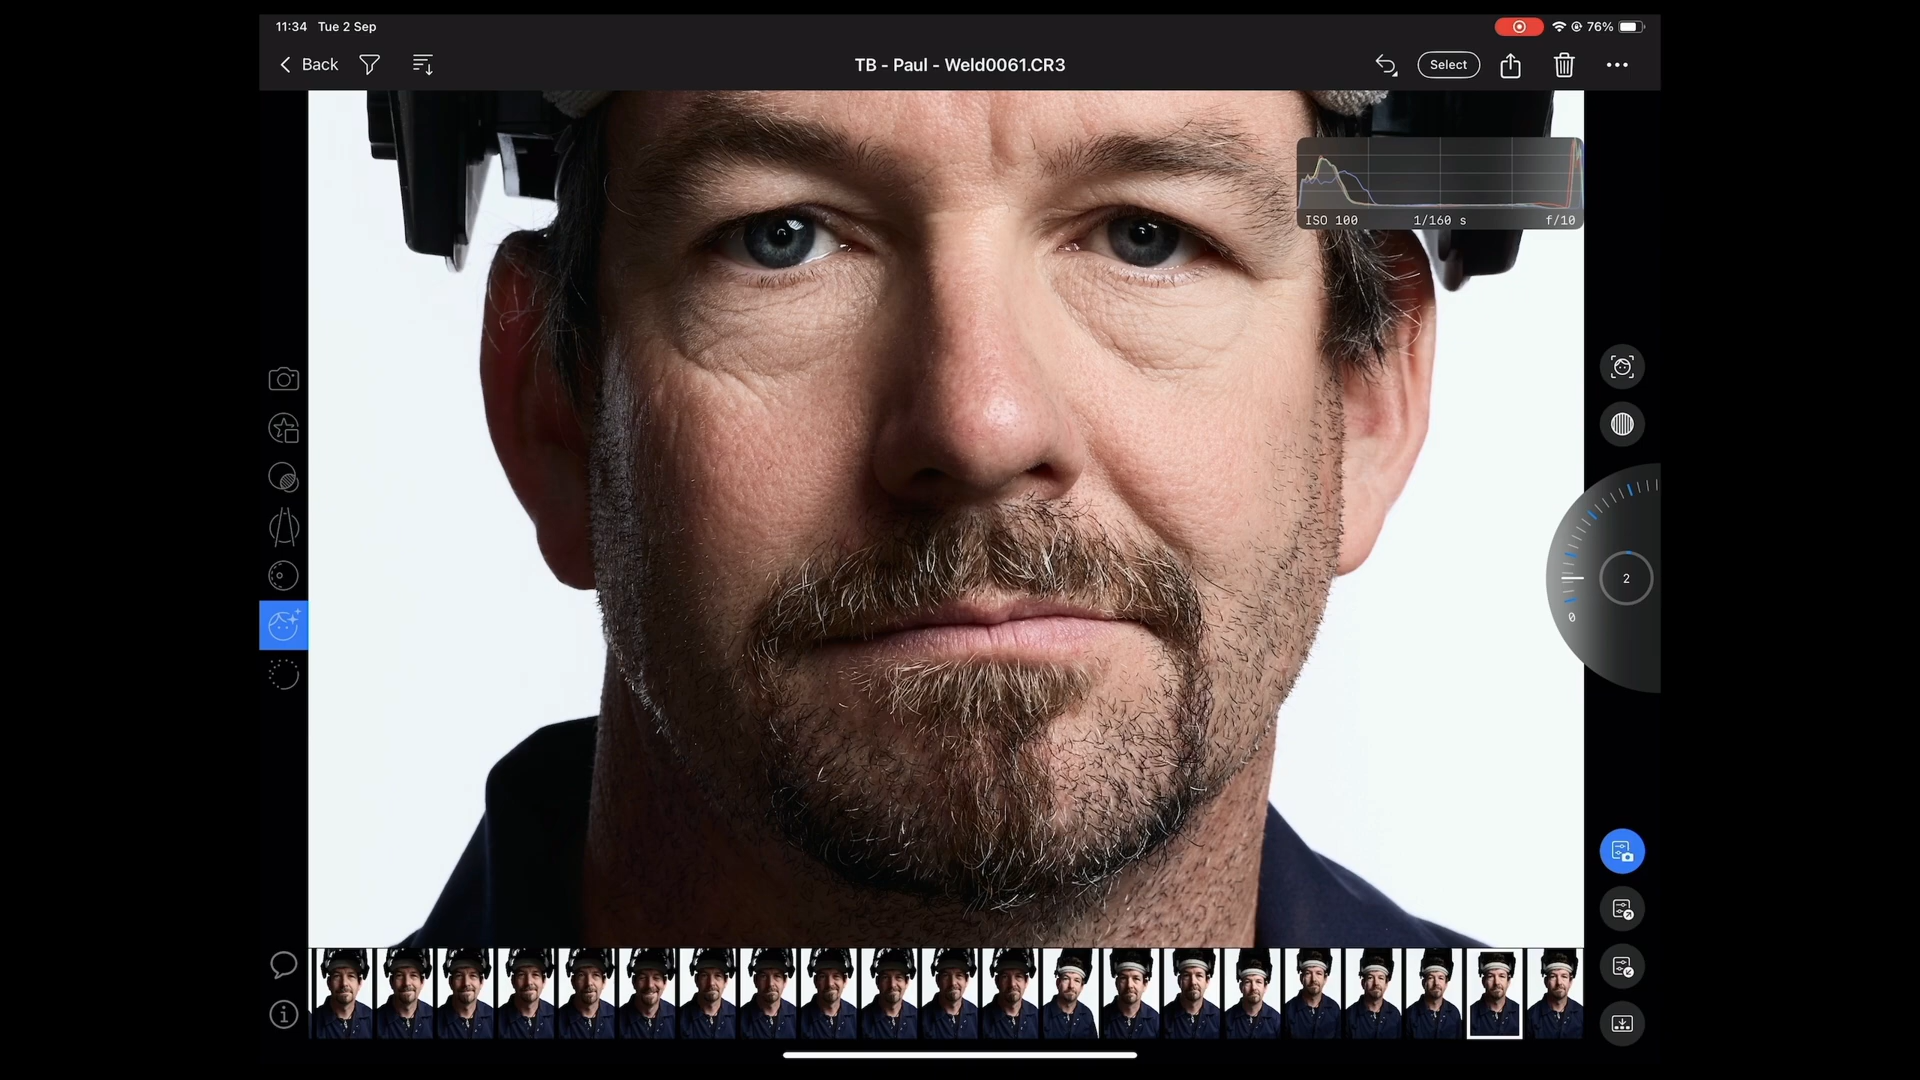 11:34 Tue 2 Sep
76%
Back
TB - Paul - Weld0061.CR3
Select
ISO 100 1/160 s f/10
2
0